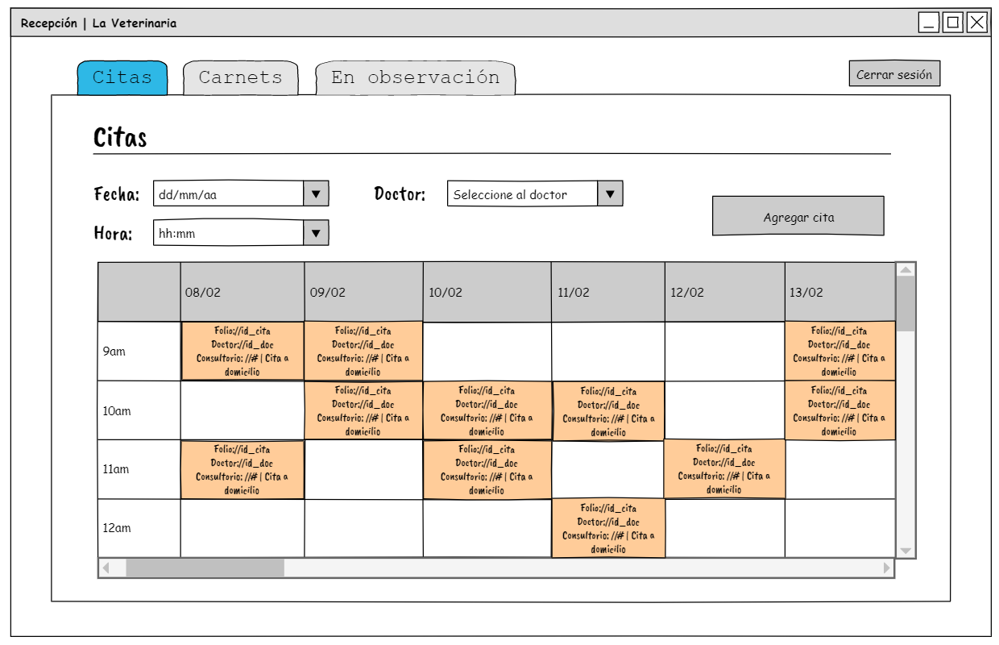 Recepción | La Veterinaria
Citas Carnets En observación Cerrar sesión
Citas
Fecha: dd/mm/aa Doctor: Seleccione al doctor
Agregar cita
Hora: hh:mm
08/02 09/02 10/02 11/02 12/02 13/02
9am
Folio://id_cita
Doctor://id_doc
Consultorio: //# | Cita a
domicilio
Folio://id_cita
Doctor://id_doc
Consultorio: //# | Cita a
domicilio
Folio://id_cita
Doctor://id_doc
Consultorio: //# | Cita a
domicilio
10am
Folio://id_cita
Doctor://id_doc
Consultorio: //# | Cita a
domicilio
Folio://id_cita
Doctor://id_doc
Consultorio: //# | Cita a
domicilio
Folio://id_cita
Doctor://id_doc
Consultorio: //# | Cita a
domicilio
Folio://id_cita
Doctor://id_doc
Consultorio: //# | Cita a
domicilio
11am
Folio://id_cita
Doctor://id_doc
Consultorio: //# | Cita a
domicilio
Folio://id_cita
Doctor://id_doc
Consultorio: //# | Cita a
domicilio
Folio://id_cita
Doctor://id_doc
Consultorio: //# | Cita a
domicilio
12am
Folio://id_cita
Doctor://id_doc
Consultorio: //# | Cita a
domicilio